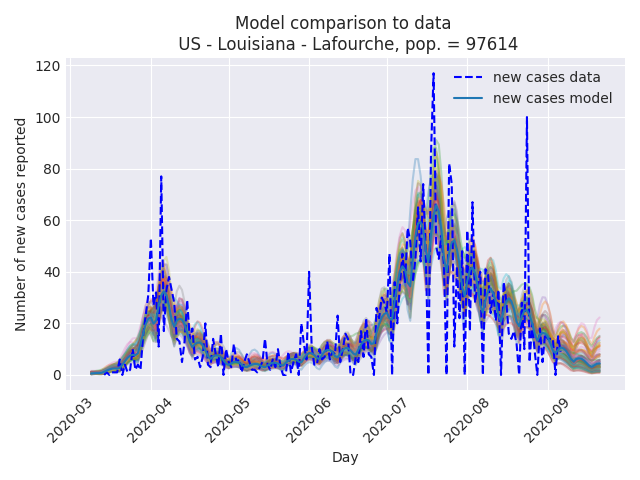 Model comparison to data
US - Louisiana - Lafourche, pop. = 97614
120
100
80
60
40
20
0
Number of new cases reported
new cases data
new cases model
2020-03
2020-04
2020-05
2020-06
2020-07
2020-08
2020-09
Day